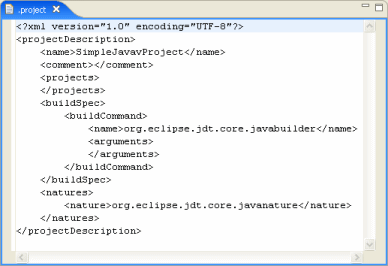 .project
<?xml version="1.0" encoding="UTF-8"?>
<projectDescription>
    <name>SimpleJavavProject</name>
    <comment></comment>
    <projects>
    </projects>
    <buildSpec>
        <buildCommand>
            <name>org.eclipse.jdt.core.javabuilder</name>
            <arguments>
            </arguments>
        </buildCommand>
    </buildSpec>
    <natures>
        <nature>org.eclipse.jdt.core.javanature</nature>
    </natures>
</projectDescription>